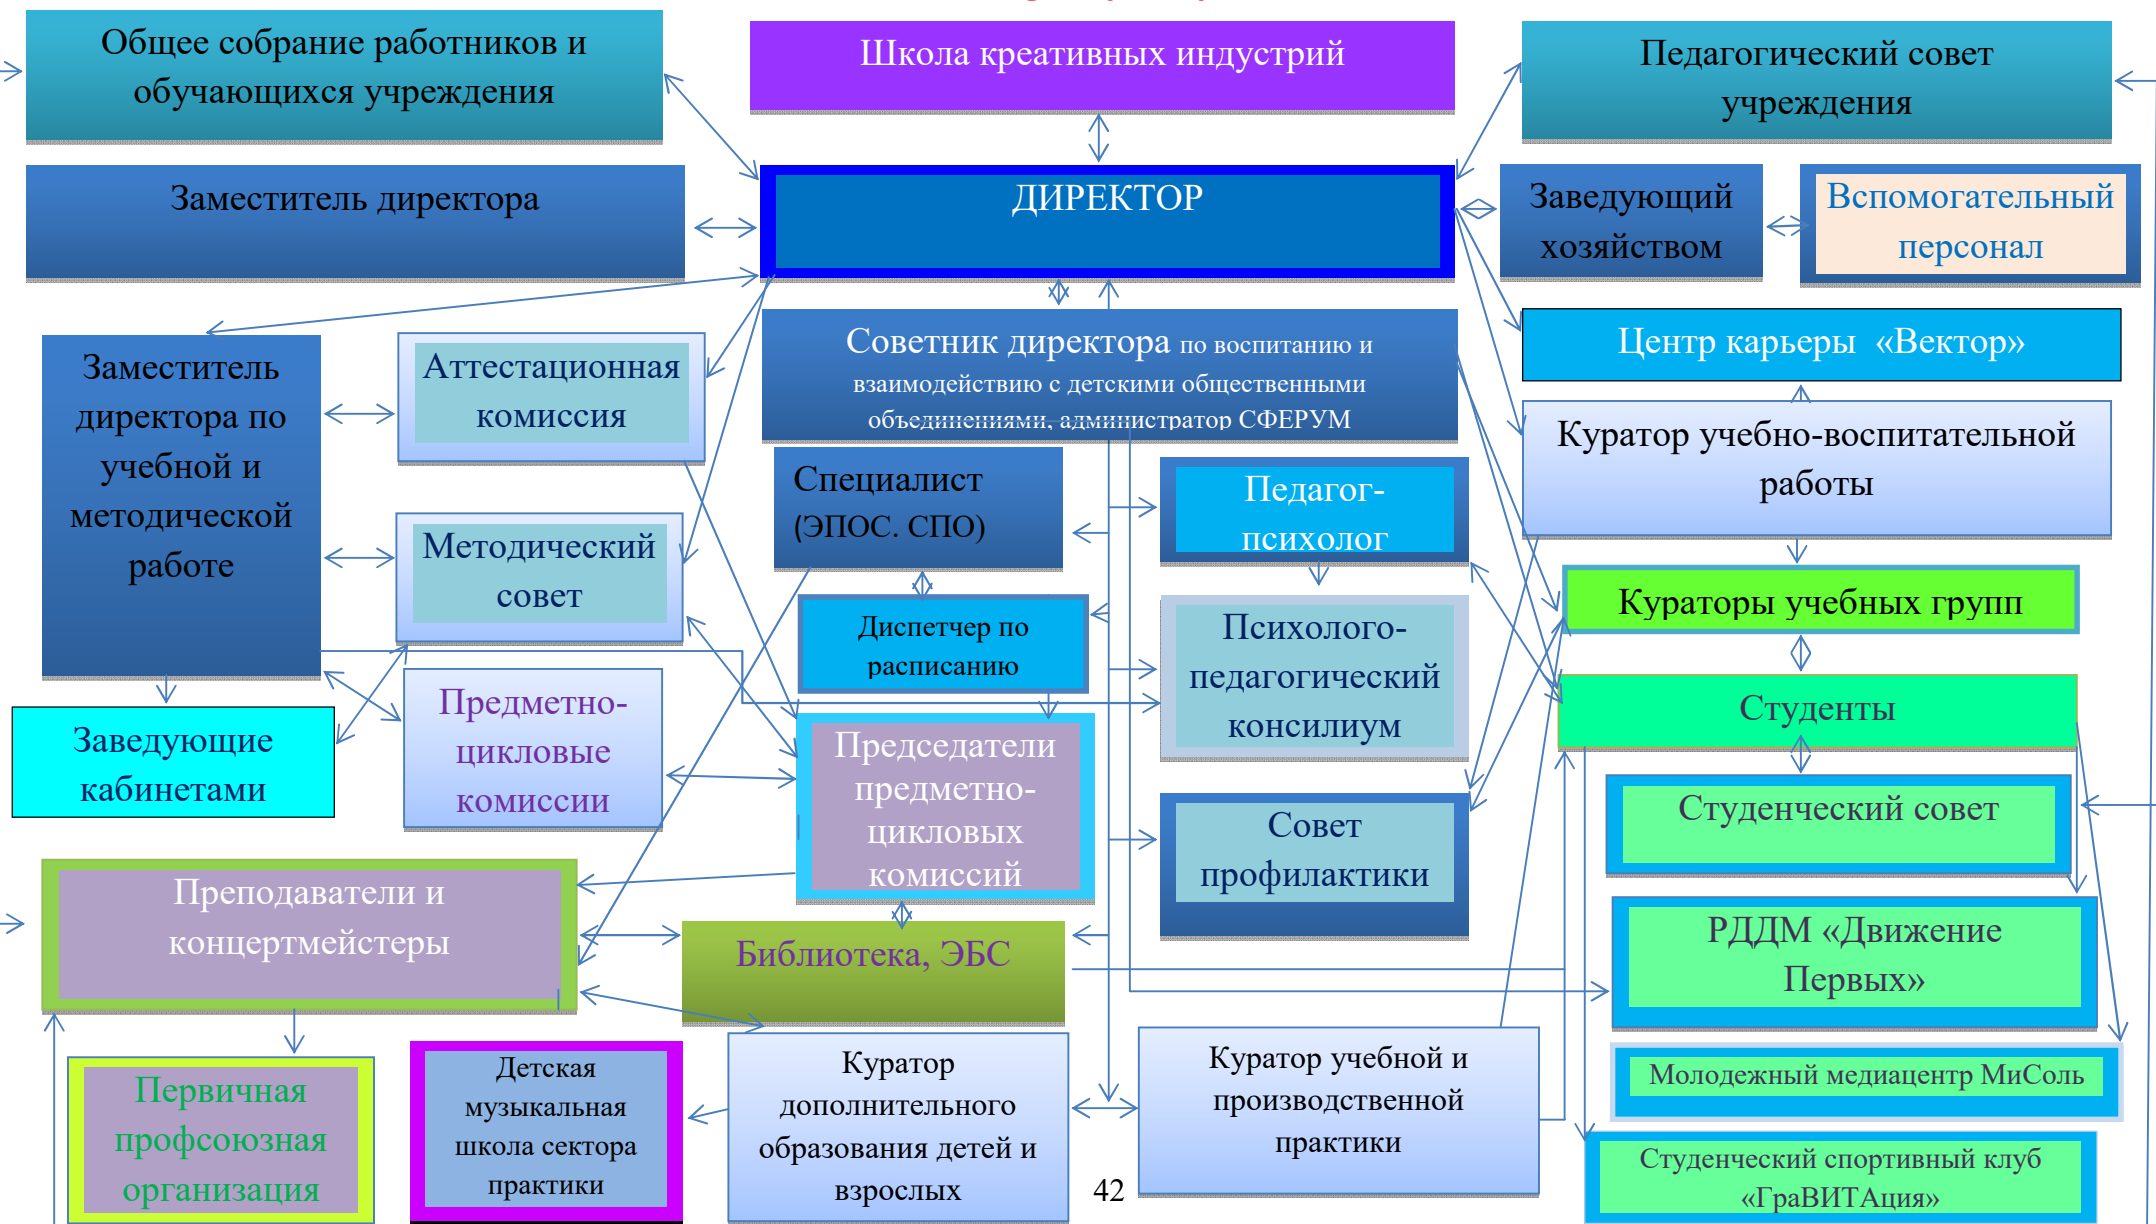 Общее собрание работников и
обучающихся учреждения
Школа креативных индустрий
Педагогический совет
учреждения
Заместитель директора
ДИРЕКТОР
Заведующий
хозяйством
Вспомогательный
персонал
Заместитель
директора по
учебной и
методической
работе
Аттестационная
комиссия
Советник директора по воспитанию и
взаимодействию с детскими общественными
объединениями, администратор СФЕРУМ
Центр карьеры «Вектор»
Куратор учебно-воспитательной
работы
Методический
совет
Специалист
(ЭПОС. СПО)
Педагог-
психолог
Кураторы учебных групп
Диспетчер по
расписанию
Психолого-
педагогический
консилиум
Студенты
Заведующие
кабинетами
Предметно-
цикловые
комиссии
Председатели
предметно-
цикловых
комиссий
Совет
профилактики
Студенческий совет
Преподаватели и
концертмейстеры
Библиотека, ЭБС
РДДМ «Движение
Первых»
Первичная
профсоюзная
организация
Детская
музыкальная
школа сектора
практики
Куратор
дополнительного
образования детей и
взрослых
Куратор учебной и
производственной
практики
Молодежный медиацентр МиСоль
Студенческий спортивный клуб
«ГраВИТАция»
42